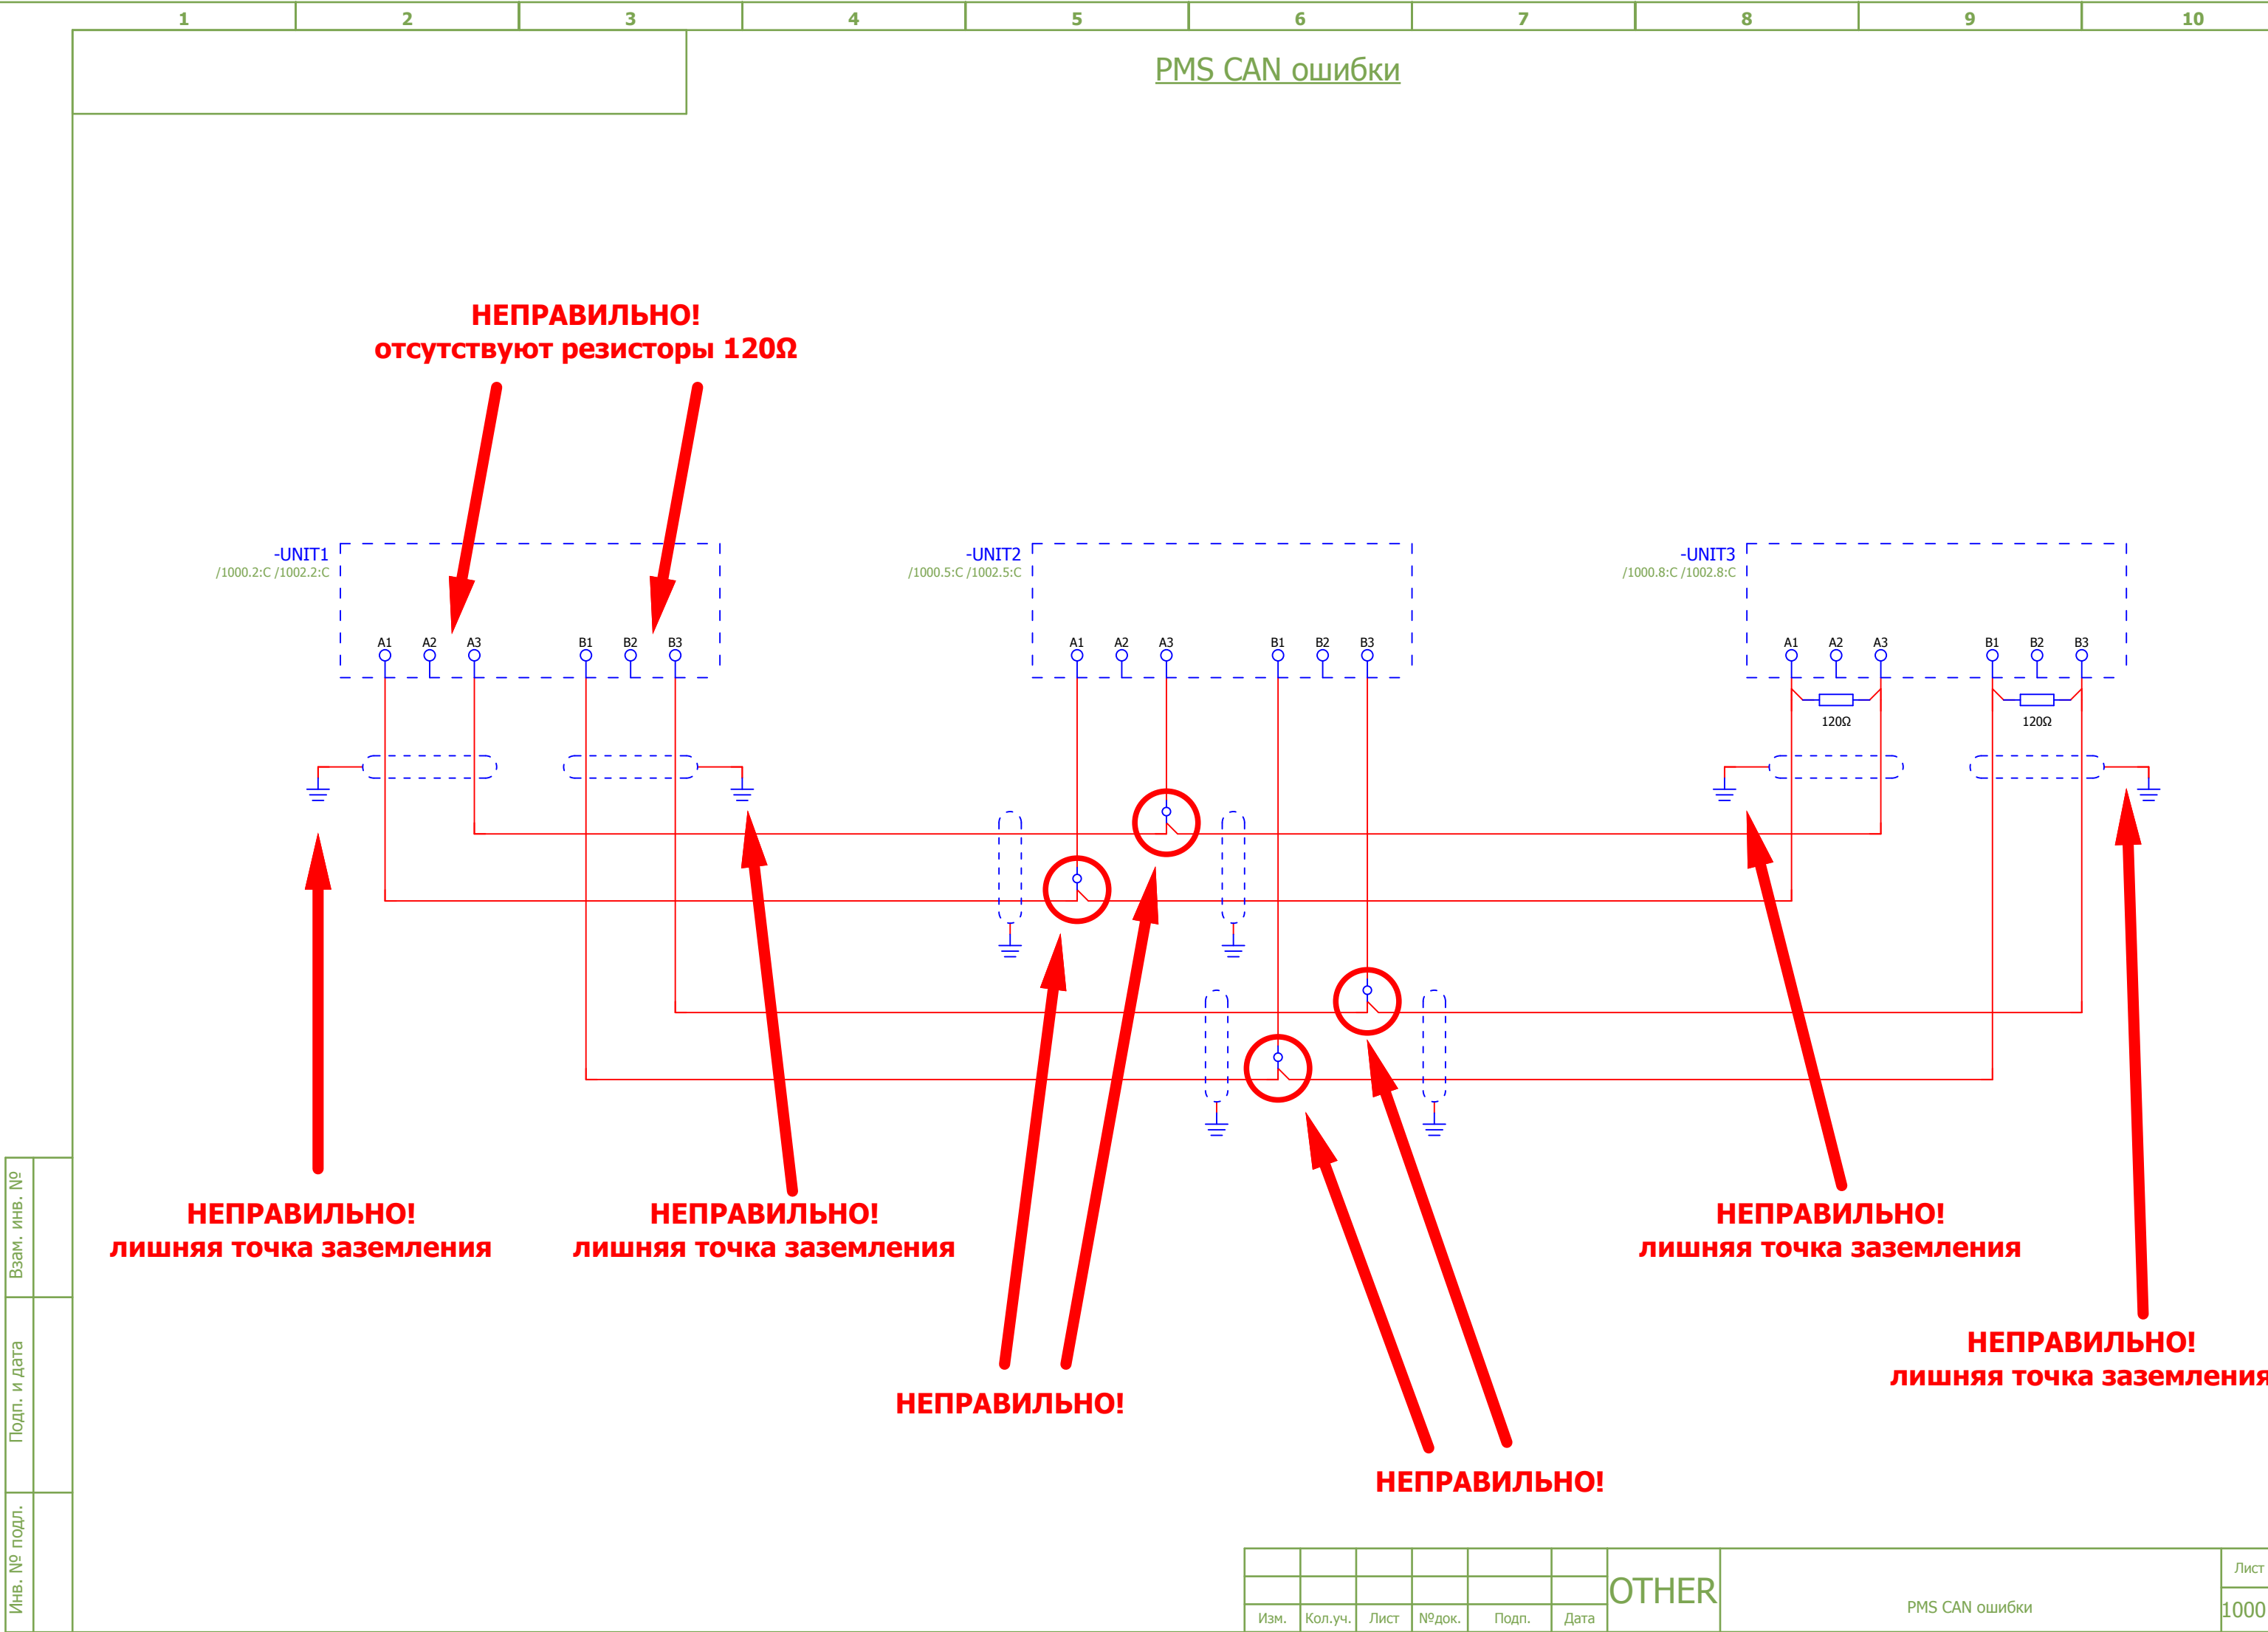 1 2 3 4 5 6 7 8 9 10
PMS CAN ошибки
НЕПРАВИЛЬНО!
отсутствуют резисторы 120Ω
-UNIT1
/1000.2:C /1002.2:C
A1 A2 A3 B1 B2 B3
-UNIT2
/1000.5:C /1002.5:C
A1 A2 A3 B1 B2 B3
-UNIT3
/1000.8:C /1002.8:C
A1 A2 A3 B1 B2 B3
120Ω 120Ω
НЕПРАВИЛЬНО!
лишняя точка заземления
НЕПРАВИЛЬНО!
лишняя точка заземления
НЕПРАВИЛЬНО!
лишняя точка заземления
НЕПРАВИЛЬНО!
лишняя точка заземления
НЕПРАВИЛЬНО!
НЕПРАВИЛЬНО!
Взам. инв. №
Подп. и дата
Инв. № подл.
Изм. Кол.уч. Лист №док. Подп. Дата
OTHER
PMS CAN ошибки
Лист
1000